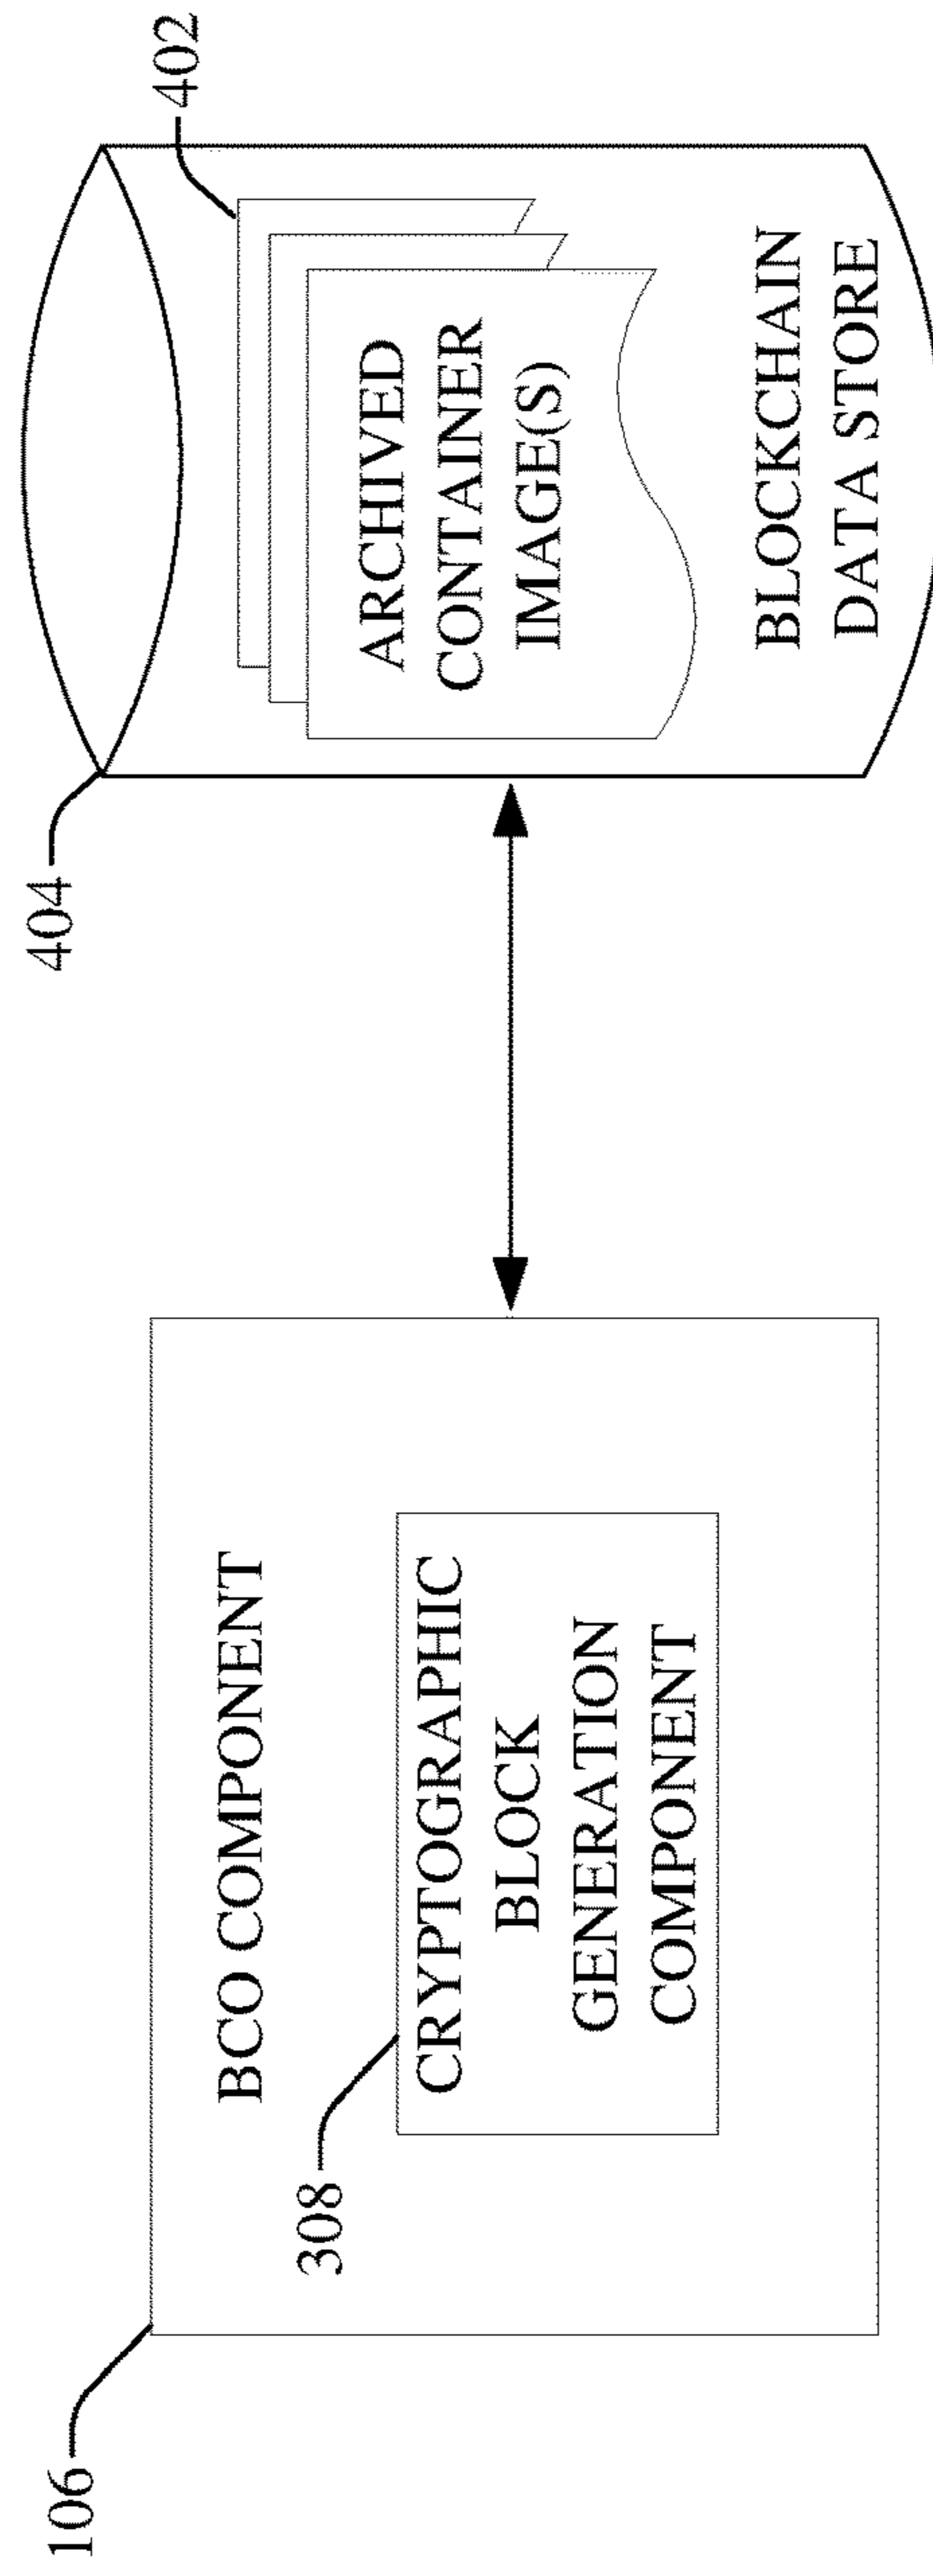 106
BCO COMPONENT
308
CRYPTOGRAPHIC
BLOCK
GENERATION
COMPONENT
404
402
ARCHIVED
CONTAINER
IMAGE(S)
BLOCKCHAIN
DATA STORE